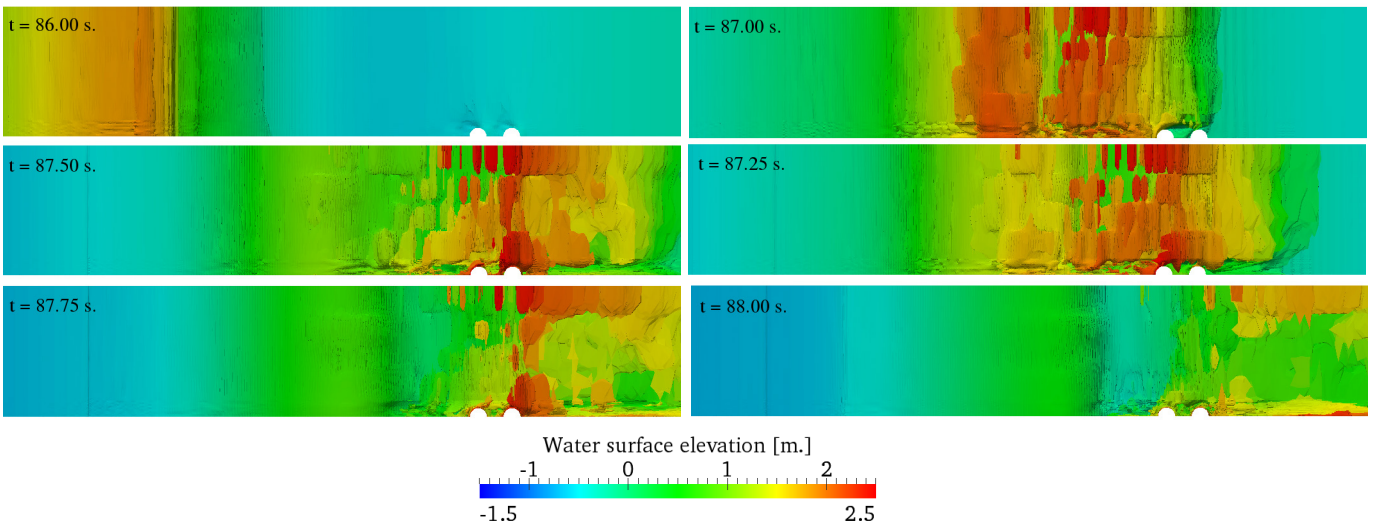 t = 86.00 s.
t = 87.00 s.
t = 87.50 s.
t = 87.25 s.
t = 87.75 s.
t = 88.00 s.
Water surface elevation [m.]
-1 0 1 2
-1.5 2.5